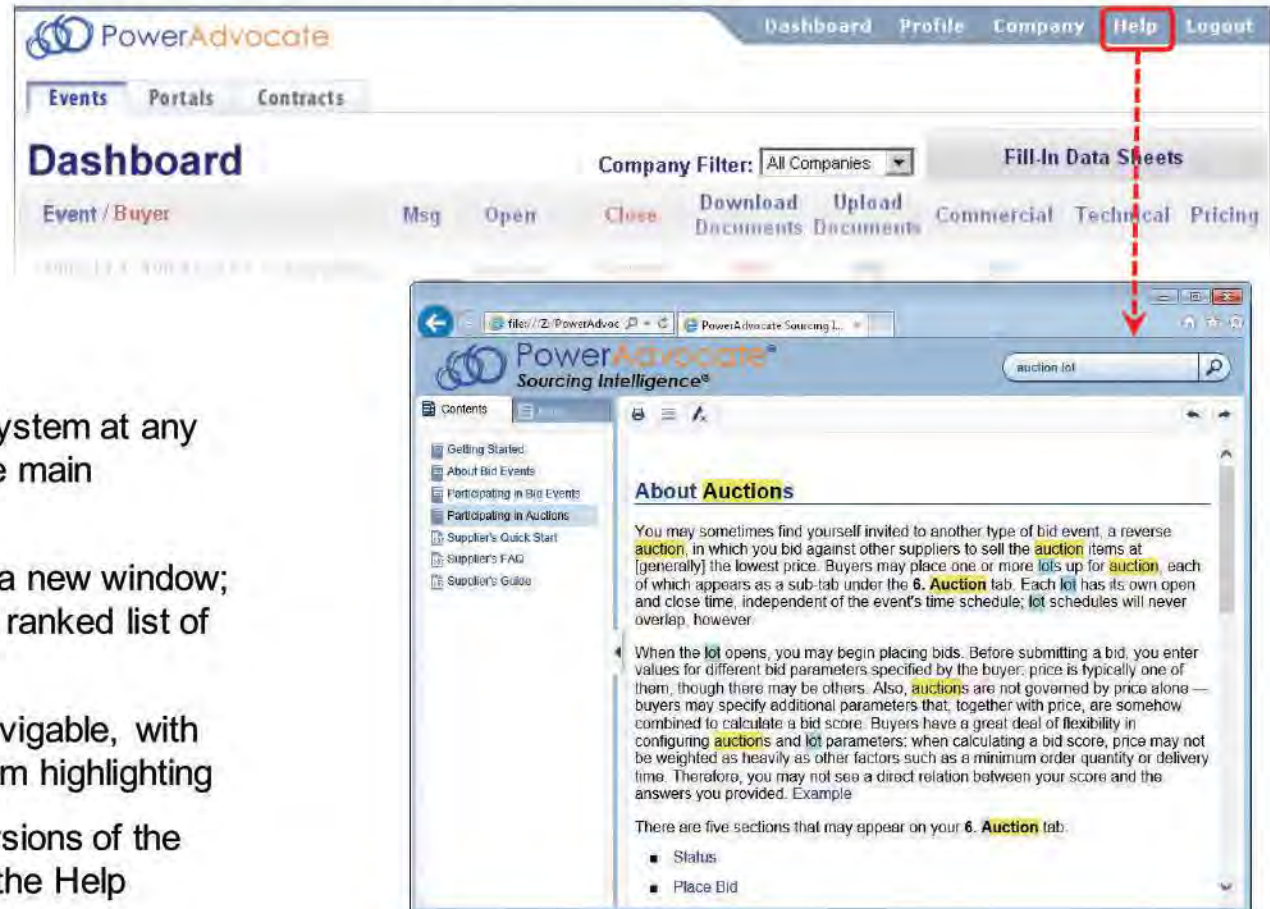 PowerAdvocate
Dashboard Profile Company Help Logout
Events Portals Contracts
Dashboard
Company Filter: All Companies
Fill-In Data Sheets
Event / Buyer Msg Open Close Download Documents Upload Documents Commercial Technical Pricing
ystem at any
e main
a new window;
ranked list of
vigable, with
m highlighting
rsions of the
the Help
file:///Z:/PowerAdvoc
PowerAdvocate Sourcing I...
PowerAdvocate®
Sourcing Intelligence®
auction lot
Contents
Getting Started
About Bid Events
Participating in Bid Events
Participating in Auctions
Supplier's Quick Start
Supplier's FAQ
Supplier's Guide
About Auctions
You may sometimes find yourself invited to another type of bid event, a reverse
auction, in which you bid against other suppliers to sell the auction items at
[generally] the lowest price. Buyers may place one or more lots up for auction, each
of which appears as a sub-tab under the 6. Auction tab. Each lot has its own open
and close time, independent of the event's time schedule; lot schedules will never
overlap, however.
When the lot opens, you may begin placing bids. Before submitting a bid, you enter
values for different bid parameters specified by the buyer: price is typically one of
them, though there may be others. Also, auctions are not governed by price alone —
buyers may specify additional parameters that, together with price, are somehow
combined to calculate a bid score. Buyers have a great deal of flexibility in
configuring auctions and lot parameters: when calculating a bid score, price may not
be weighted as heavily as other factors such as a minimum order quantity or delivery
time. Therefore, you may not see a direct relation between your score and the
answers you provided. Example
There are five sections that may appear on your 6. Auction tab:
Status
Place Bid